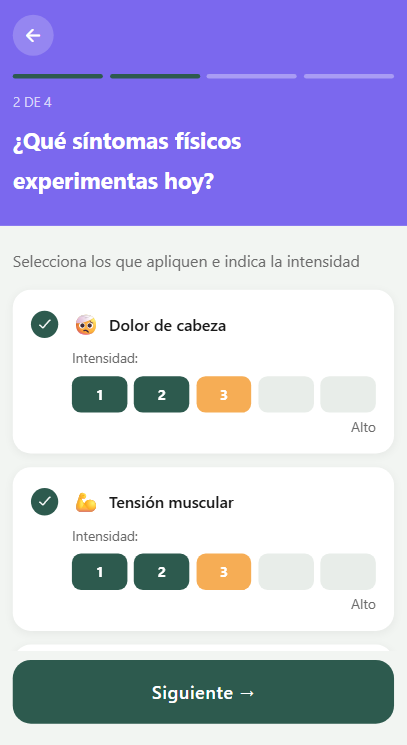 2 DE 4
¿Qué síntomas físicos
experimentas hoy?
Selecciona los que apliquen e indica la intensidad
Dolor de cabeza
Intensidad:
1 2 3
Alto
Tensión muscular
Intensidad:
1 2 3
Alto
Siguiente →